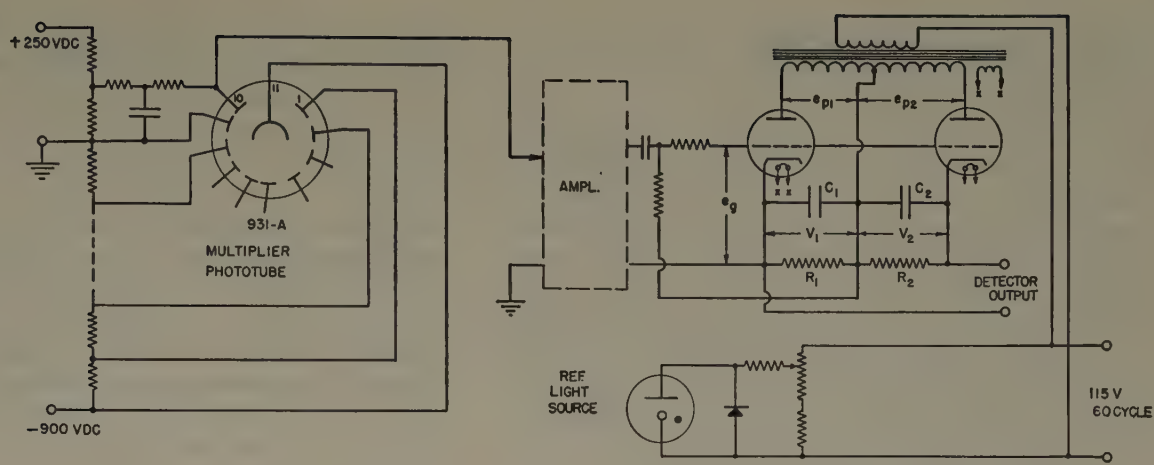 +250 VDC
10
11
1
931-A
MULTIPLIER
PHOTOTUBE
-900 VDC
AMPL.
eg
ep1
ep2
x x
x x
C1
C2
V1
V2
R1
R2
DETECTOR
OUTPUT
REF.
LIGHT
SOURCE
115 V
60 CYCLE